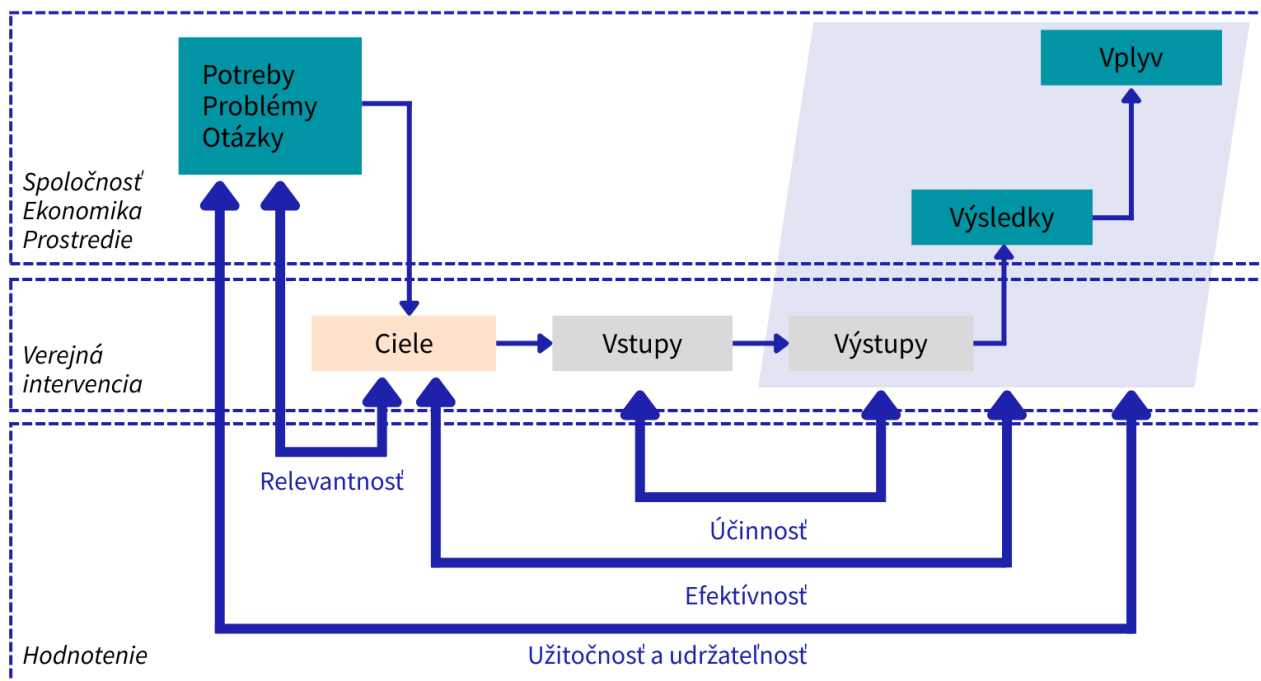 Potreby
Problémy
Otázky
Vplyv
Spoločnosť
Ekonomika
Prostredie
Výsledky
Verejná
intervencia
Ciele
Vstupy
Výstupy
Relevantnosť
Účinnosť
Efektívnosť
Hodnotenie
Užitočnosť a udržateľnosť